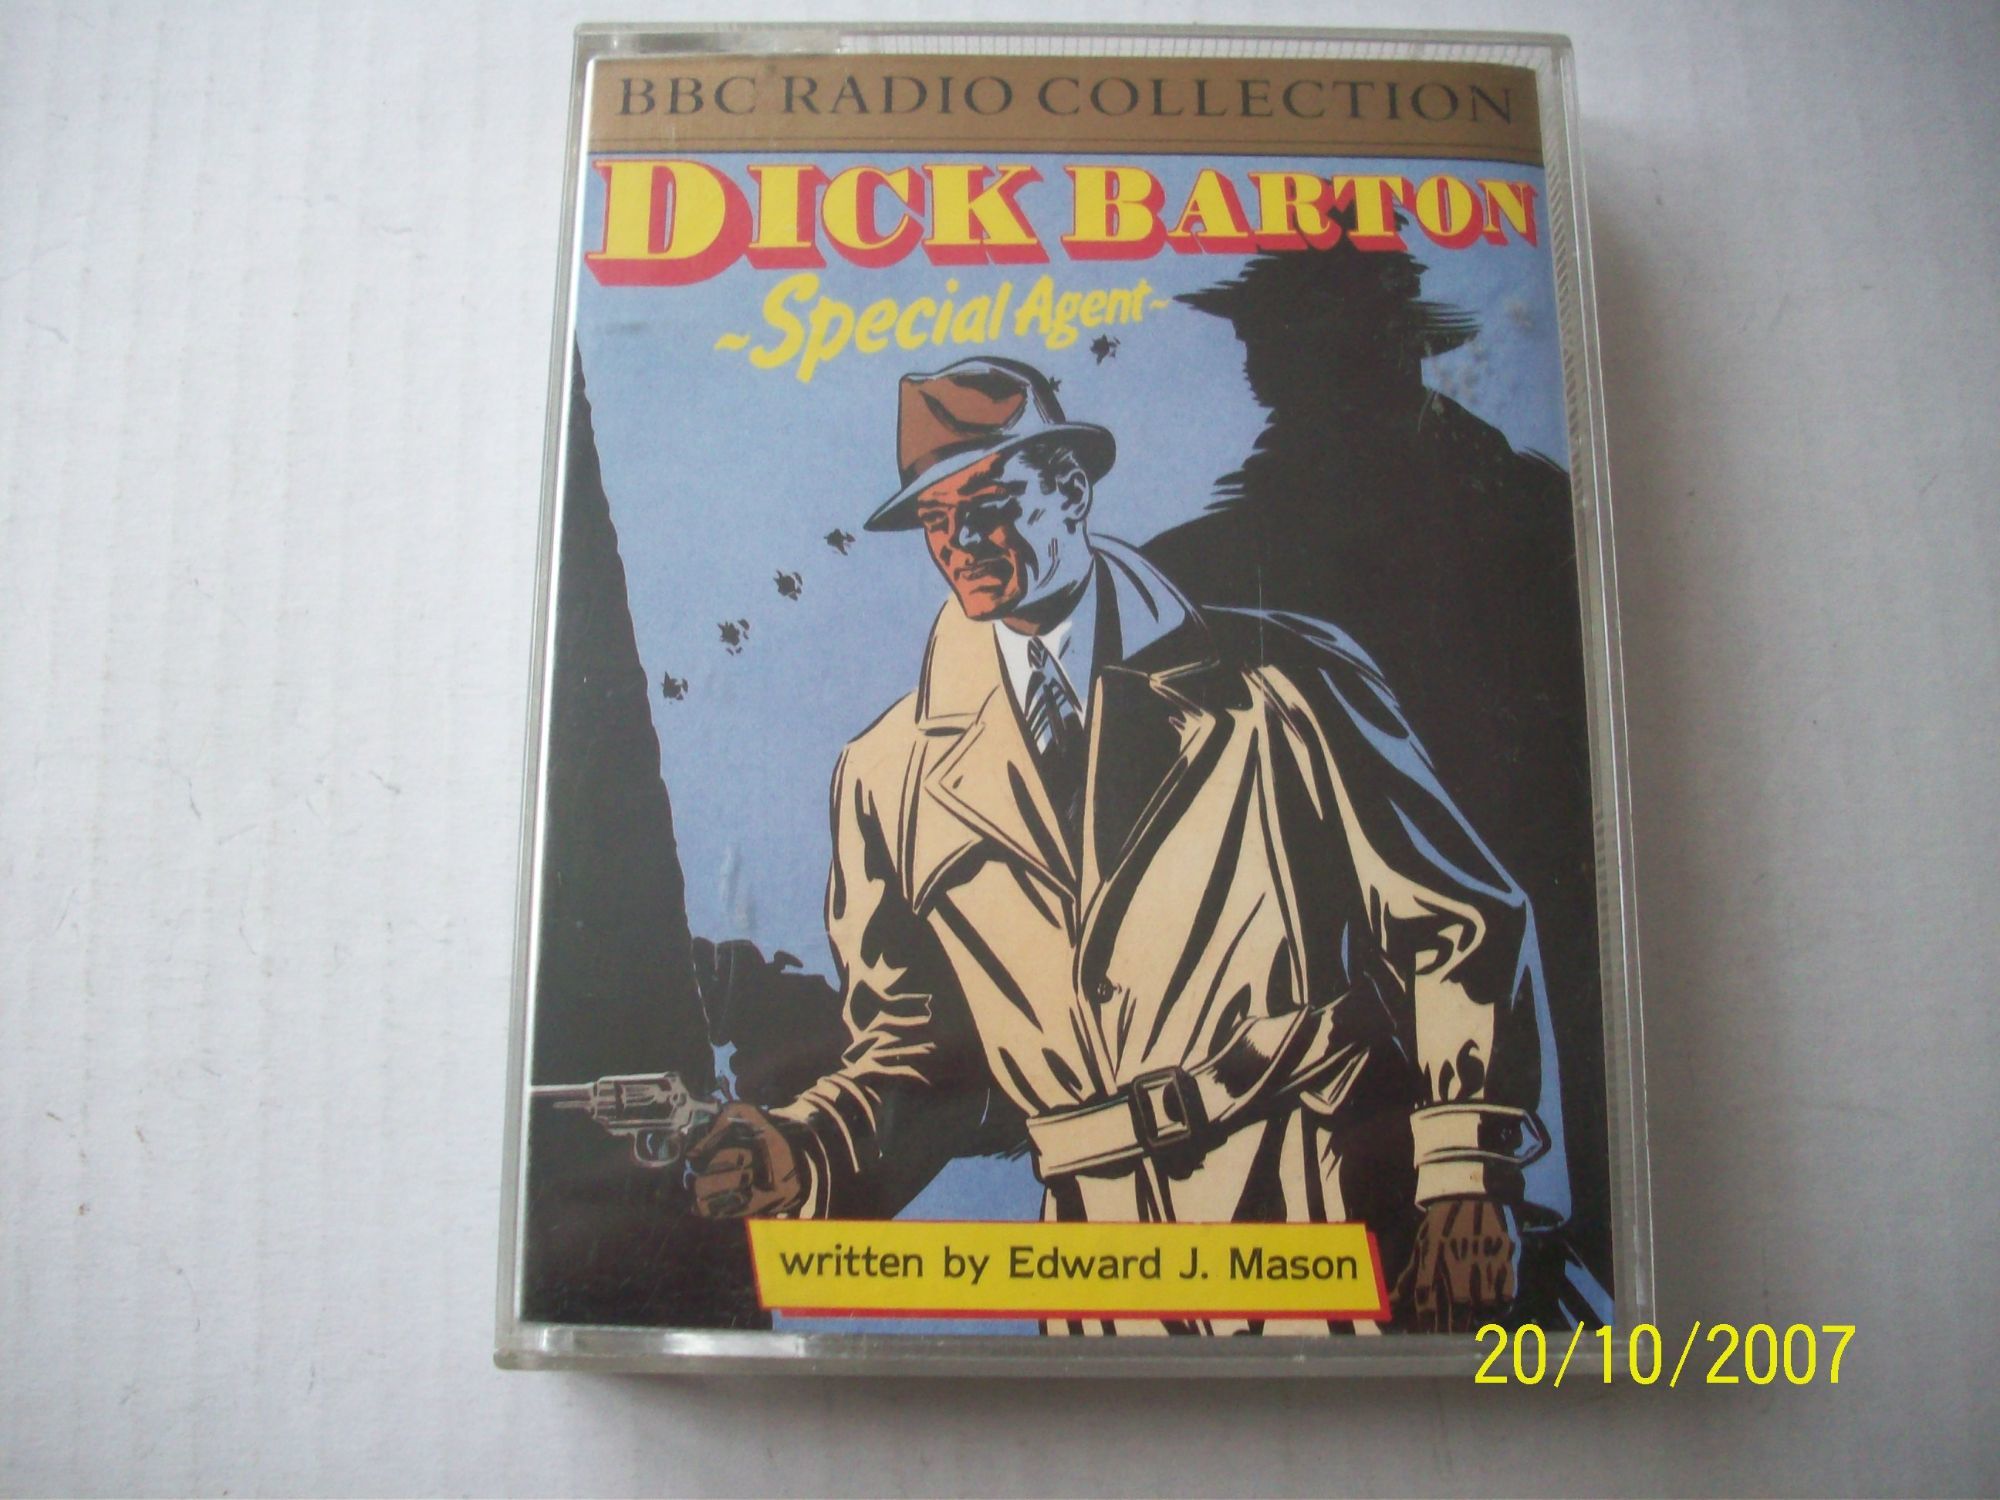 BBC RADIO COLLECTION
DICK BARTON
~Special Agent~
written by Edward J. Mason
20/10/2007